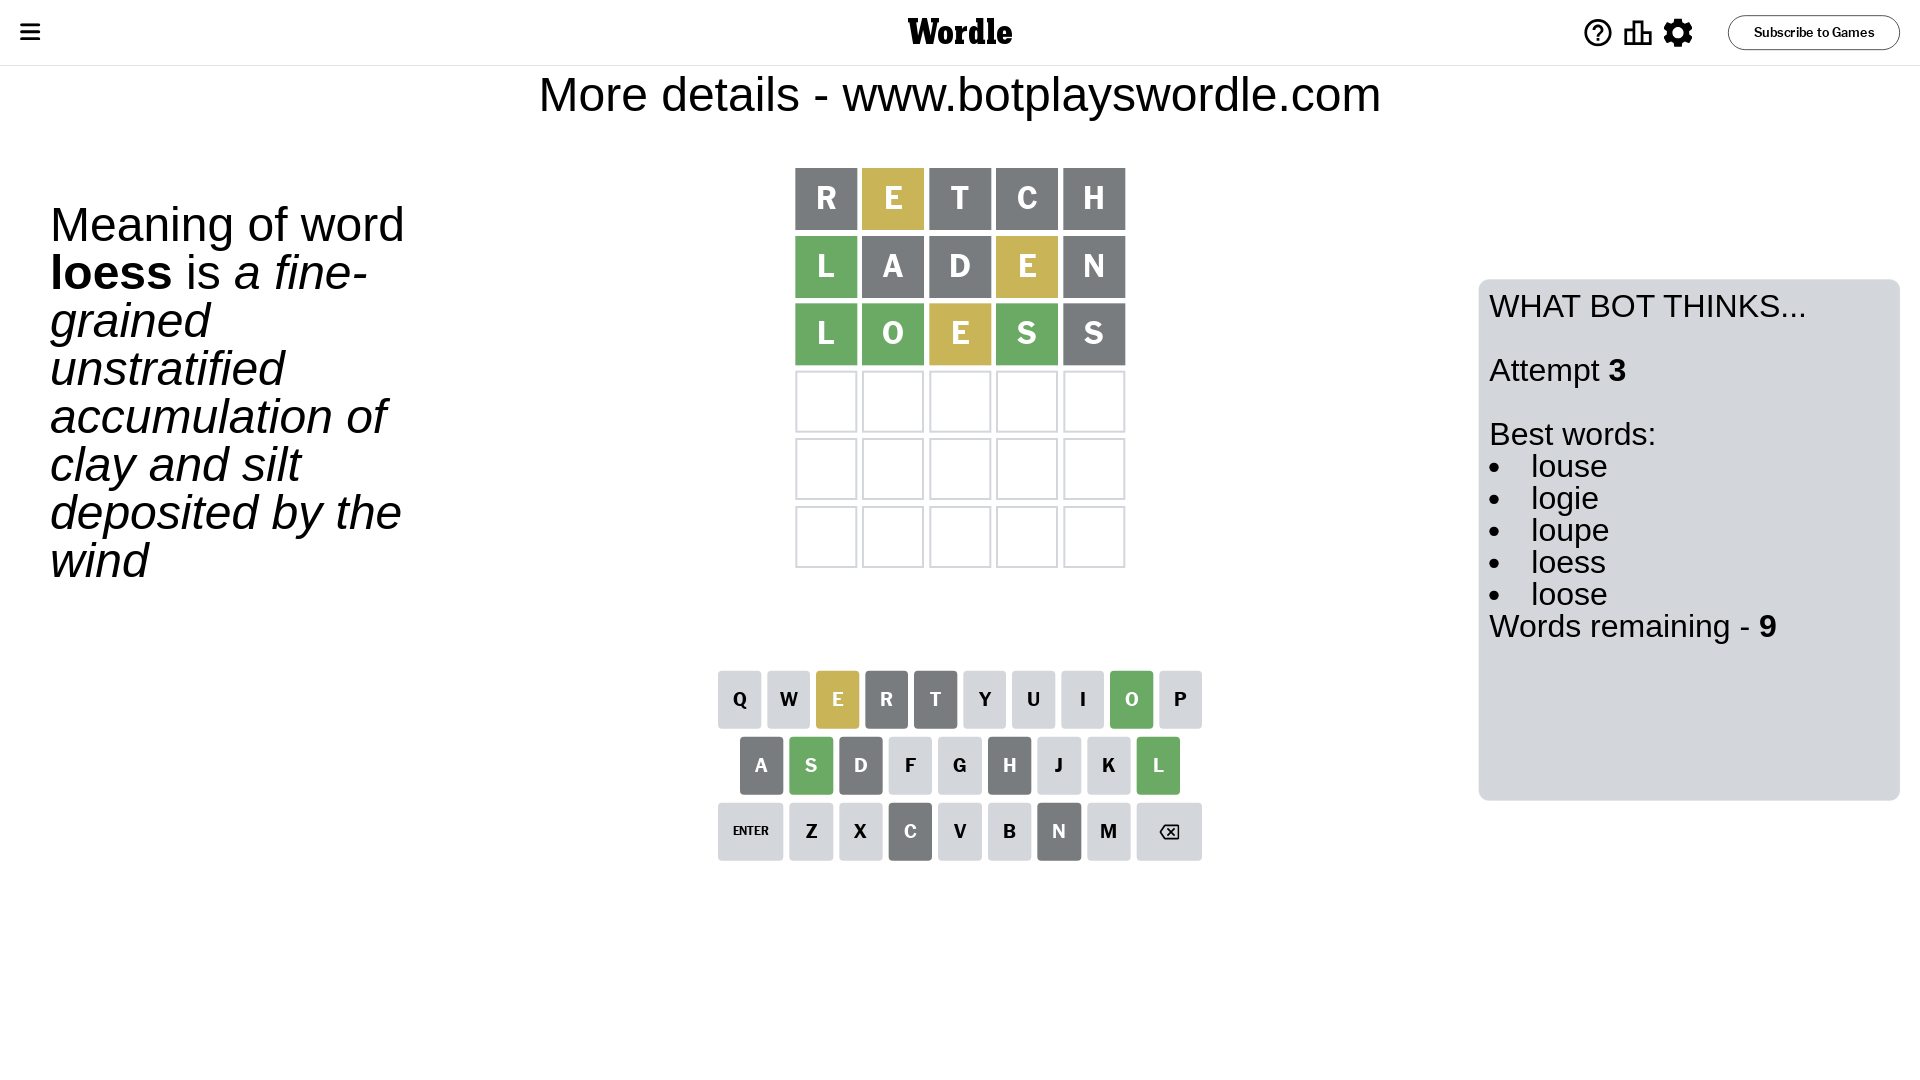 Wordle
Subscribe to Games
More details - www.botplayswordle.com
Meaning of word
loess is a fine-
grained
unstratified
accumulation of
clay and silt
deposited by the
wind
R E T C H
L A D E N
L O E S S
WHAT BOT THINKS...
Attempt 3
Best words:
• louse
• logie
• loupe
• loess
• loose
Words remaining - 9
Q W E R T Y U I O P
A S D F G H J K L
ENTER Z X C V B N M